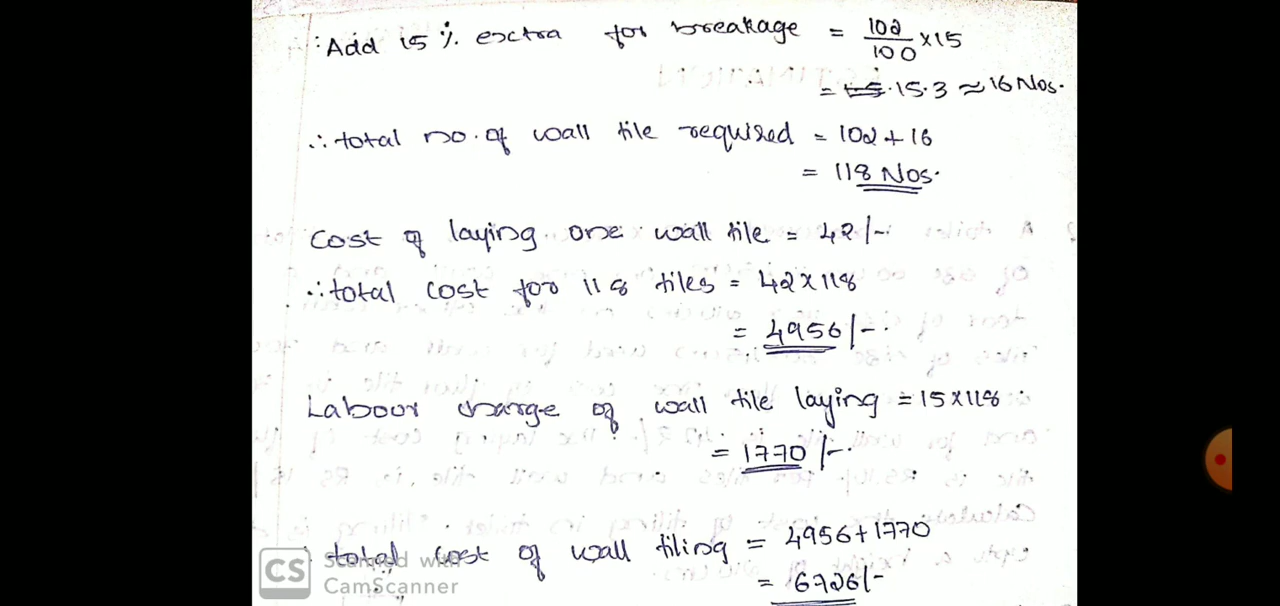 ∴ Add 15 % extra for breakage = 102/100 ×15
= 15.3 ≈ 16 Nos.
∴ total no. of wall tile required = 102 + 16
= 118 Nos.
Cost of laying one wall tile = 42/-
∴ total cost for 118 tiles = 42×118
= 4956/-
Labour charge of wall tile laying = 15×118
= 1770/-
total cost of wall tiling = 4956+1770
= 6726/-
CS Scanned with
CamScanner